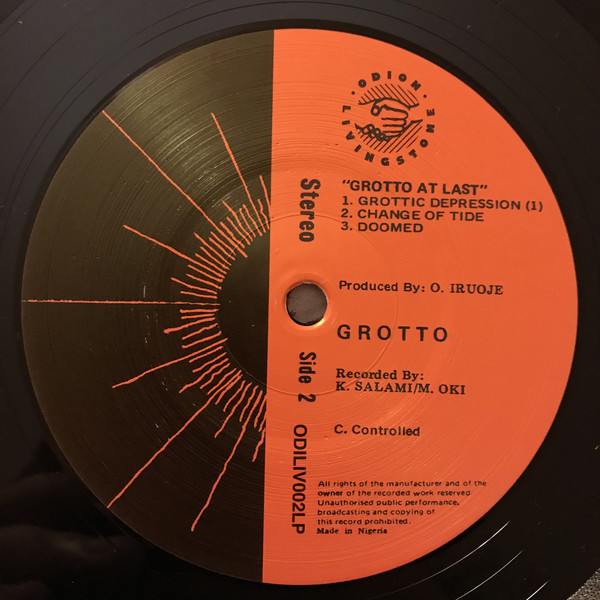 · ODION ·
LIVINGSTONE
"GROTTO AT LAST"
1. GROTTIC DEPRESSION (1)
2. CHANGE OF TIDE
3. DOOMED
Stereo
Produced By: O. IRUOJE
GROTTO
Side 2
Recorded By:
K. SALAMI/M. OKI
C. Controlled
ODILIV002LP
All rights of the manufacturer and of the
owner of the recorded work reserved
Unauthorised public performance,
broadcasting and copying of
this record prohibited.
Made in Nigeria